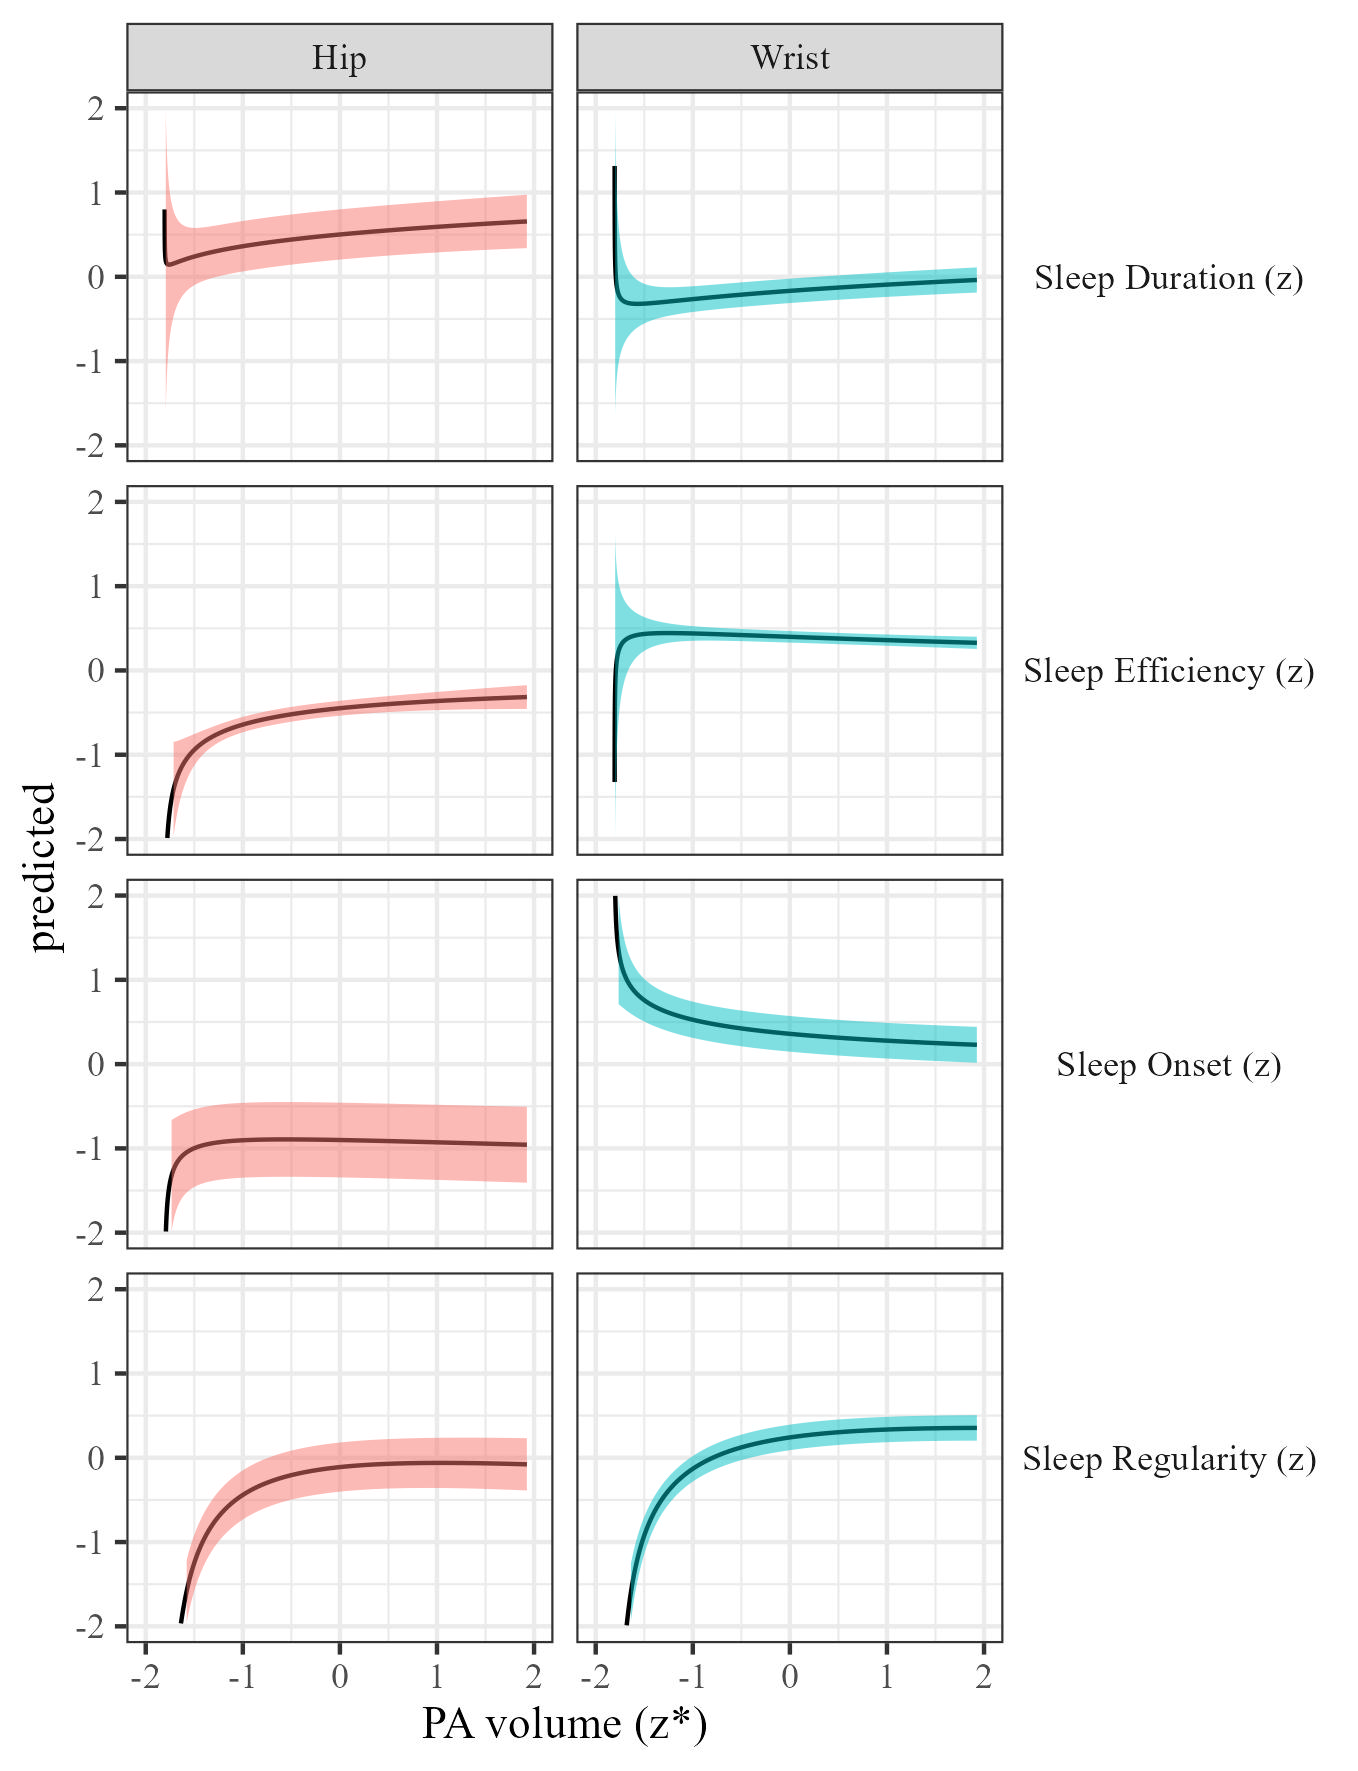 Hip Wrist
2
1
0
-1
-2
Sleep Duration (z)
2
1
0
-1
-2
Sleep Efficiency (z)
2
1
0
-1
-2
Sleep Onset (z)
2
1
0
-1
-2
Sleep Regularity (z)
predicted
-2 -1 0 1 2 -2 -1 0 1 2
PA volume (z*)